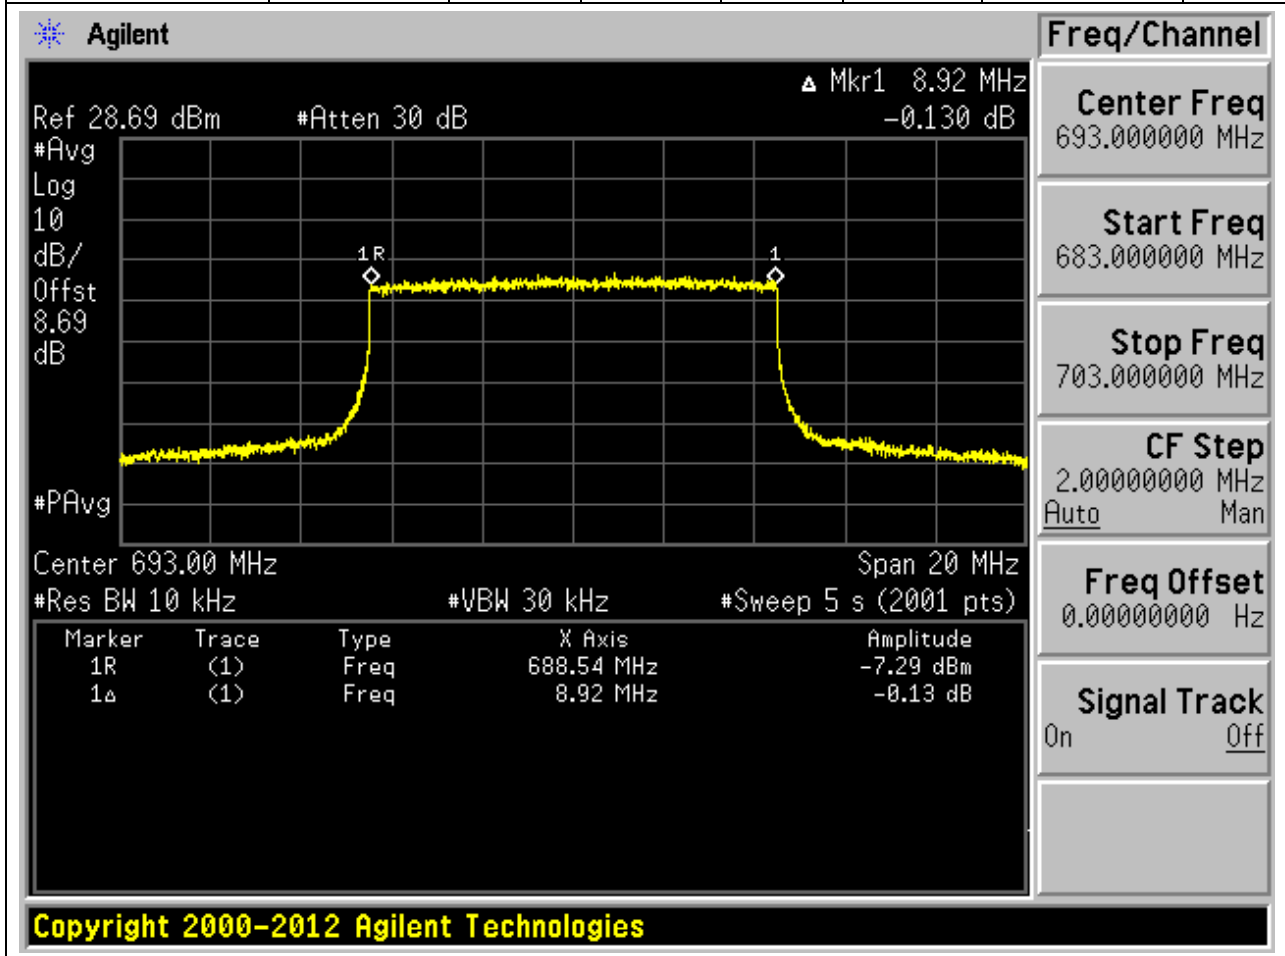 Agilent
Freq/Channel
▵ Mkr1 8.92 MHz
Ref 28.69 dBm #Atten 30 dB -0.130 dB
#Avg
Log
10
dB/
Offst
8.69
dB
1R
1
#PAvg
Center 693.00 MHz Span 20 MHz
#Res BW 10 kHz #VBW 30 kHz #Sweep 5 s (2001 pts)
Marker Trace Type X Axis Amplitude
1R (1) Freq 688.54 MHz -7.29 dBm
1▵ (1) Freq 8.92 MHz -0.13 dB
Center Freq
693.000000 MHz
Start Freq
683.000000 MHz
Stop Freq
703.000000 MHz
CF Step
2.00000000 MHz
Auto Man
Freq Offset
0.00000000 Hz
Signal Track
On Off
Copyright 2000-2012 Agilent Technologies